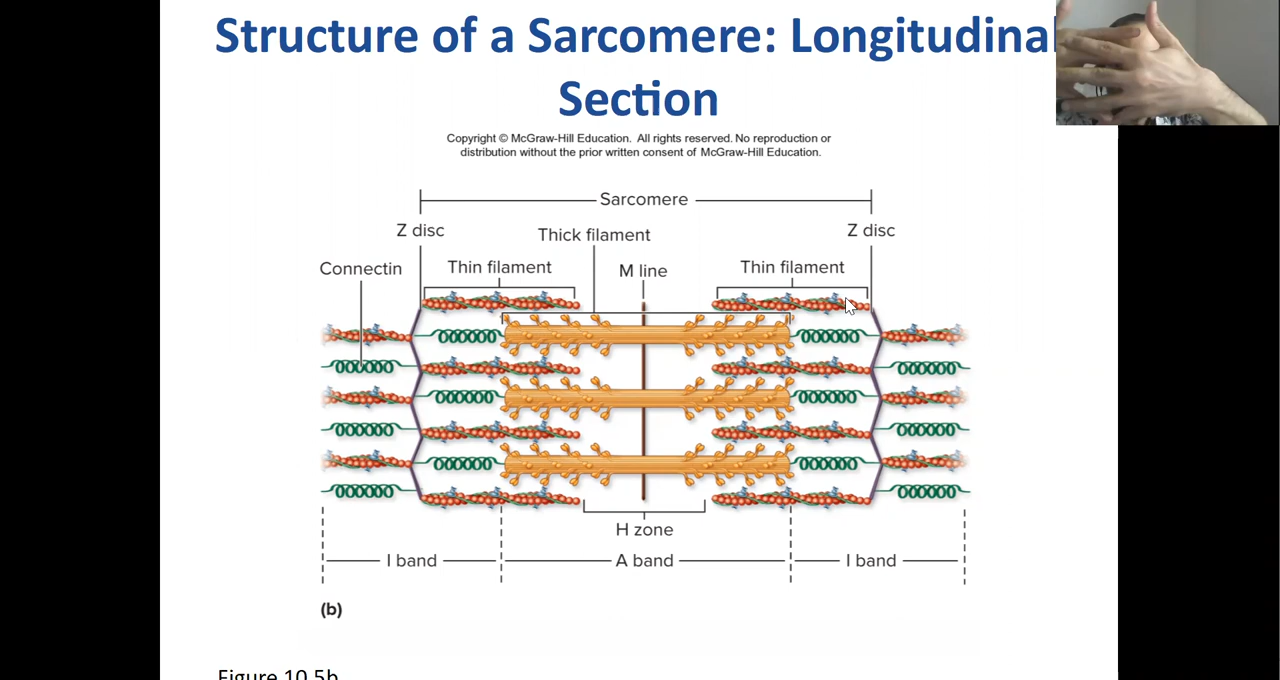 Structure of a Sarcomere: Longitudinal
Section
Copyright © McGraw-Hill Education. All rights reserved. No reproduction or
distribution without the prior written consent of McGraw-Hill Education.
Sarcomere
Z disc
Thick filament
Z disc
Connectin
Thin filament
M line
Thin filament
H zone
I band
A band
I band
(b)
Figure 10.5b